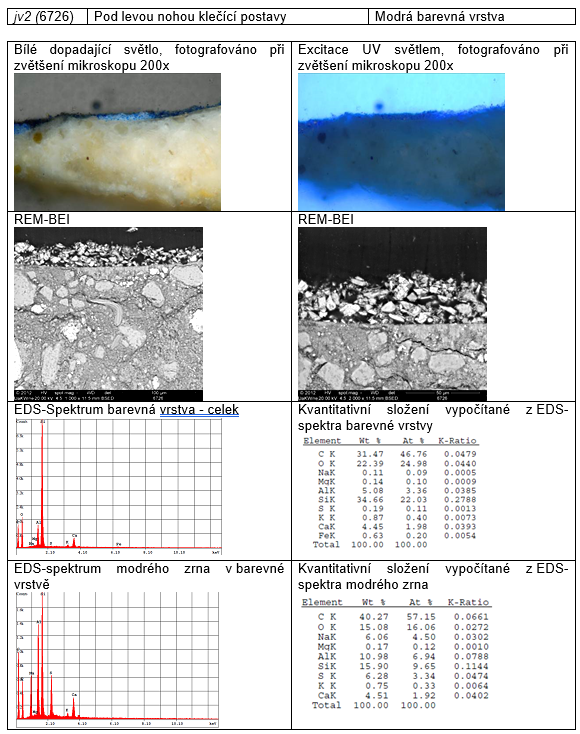 jv2 (6726) Pod levou nohou klečící postavy Modrá barevná vrstva
Bílé dopadající světlo, fotografováno při
zvětšení mikroskopu 200x
Excitace UV světlem, fotografováno při
zvětšení mikroskopu 200x
REM-BEI
REM-BEI
EDS-Spektrum barevná vrstva - celek
Kvantitativní složení vypočítané z EDS-
spektra barevné vrstvy
Element Wt % At % K-Ratio
C K 31.47 46.76 0.0479
O K 22.39 24.98 0.0440
NaK 0.11 0.09 0.0005
MgK 0.14 0.10 0.0009
AlK 5.08 3.36 0.0385
SiK 34.66 22.03 0.2788
S K 0.19 0.11 0.0013
K K 0.87 0.40 0.0073
CaK 4.45 1.98 0.0393
FeK 0.63 0.20 0.0054
Total 100.00 100.00
EDS-spektrum modrého zrna v barevné
vrstvě
Kvantitativní složení vypočítané z EDS-
spektra modrého zrna
Element Wt % At % K-Ratio
C K 40.27 57.15 0.0661
O K 15.08 16.06 0.0272
NaK 6.06 4.50 0.0302
MgK 0.17 0.12 0.0010
AlK 10.98 6.94 0.0788
SiK 15.90 9.65 0.1144
S K 6.28 3.34 0.0474
K K 0.75 0.33 0.0064
CaK 4.51 1.92 0.0402
Total 100.00 100.00